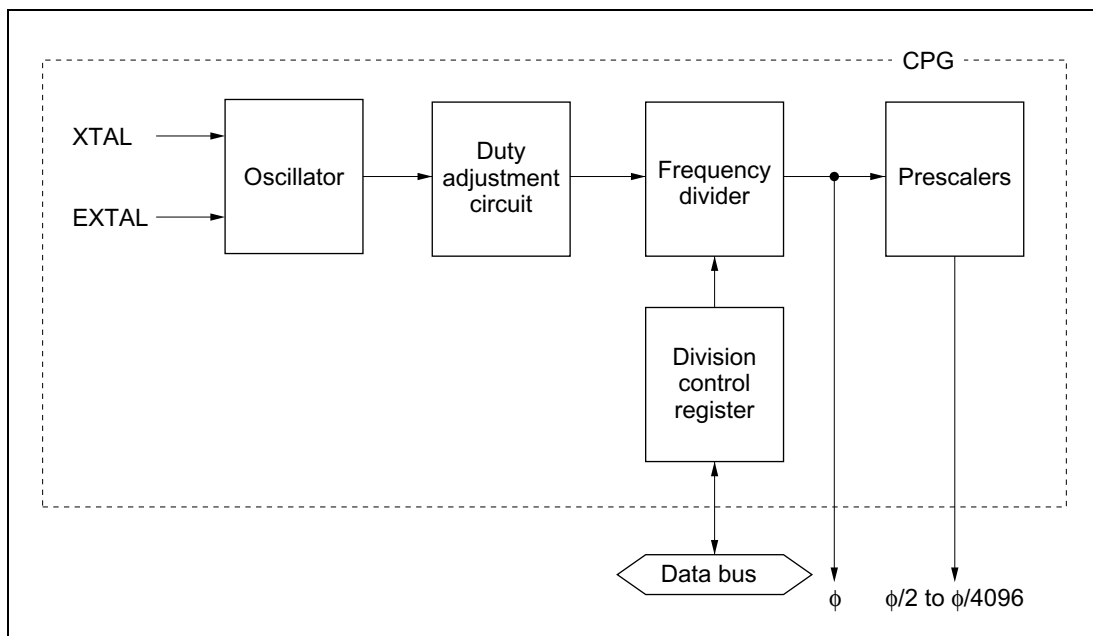 CPG
XTAL
EXTAL
Oscillator
Duty
adjustment
circuit
Frequency
divider
Prescalers
Division
control
register
Data bus
ϕ
ϕ/2 to ϕ/4096